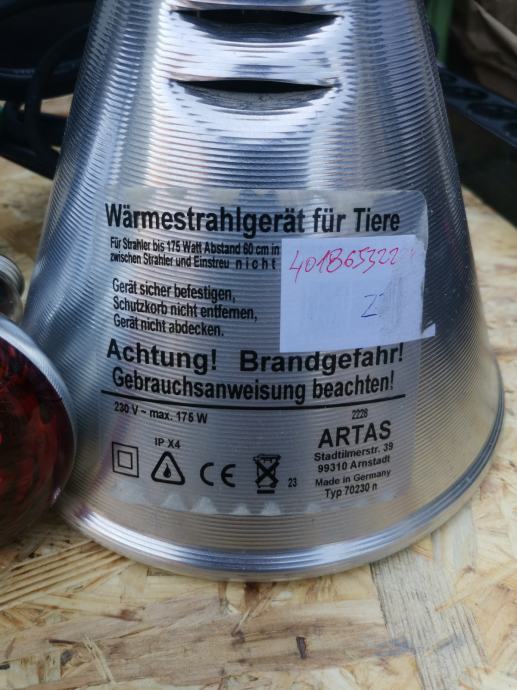 Wärmestrahlgerät für Tiere
Für Strahler bis 175 Watt Abstand 60 cm in
zwischen Strahler und Einstreu nicht
401865322
Z
Gerät sicher befestigen,
Schutzkorb nicht entfernen,
Gerät nicht abdecken.
Achtung! Brandgefahr!
Gebrauchsanweisung beachten!
230 V ~ max. 175 W
2228
IP X4
ARTAS
Stadtilmerstr. 39
99310 Arnstadt
CE
23
Made in Germany
Typ 70230 n